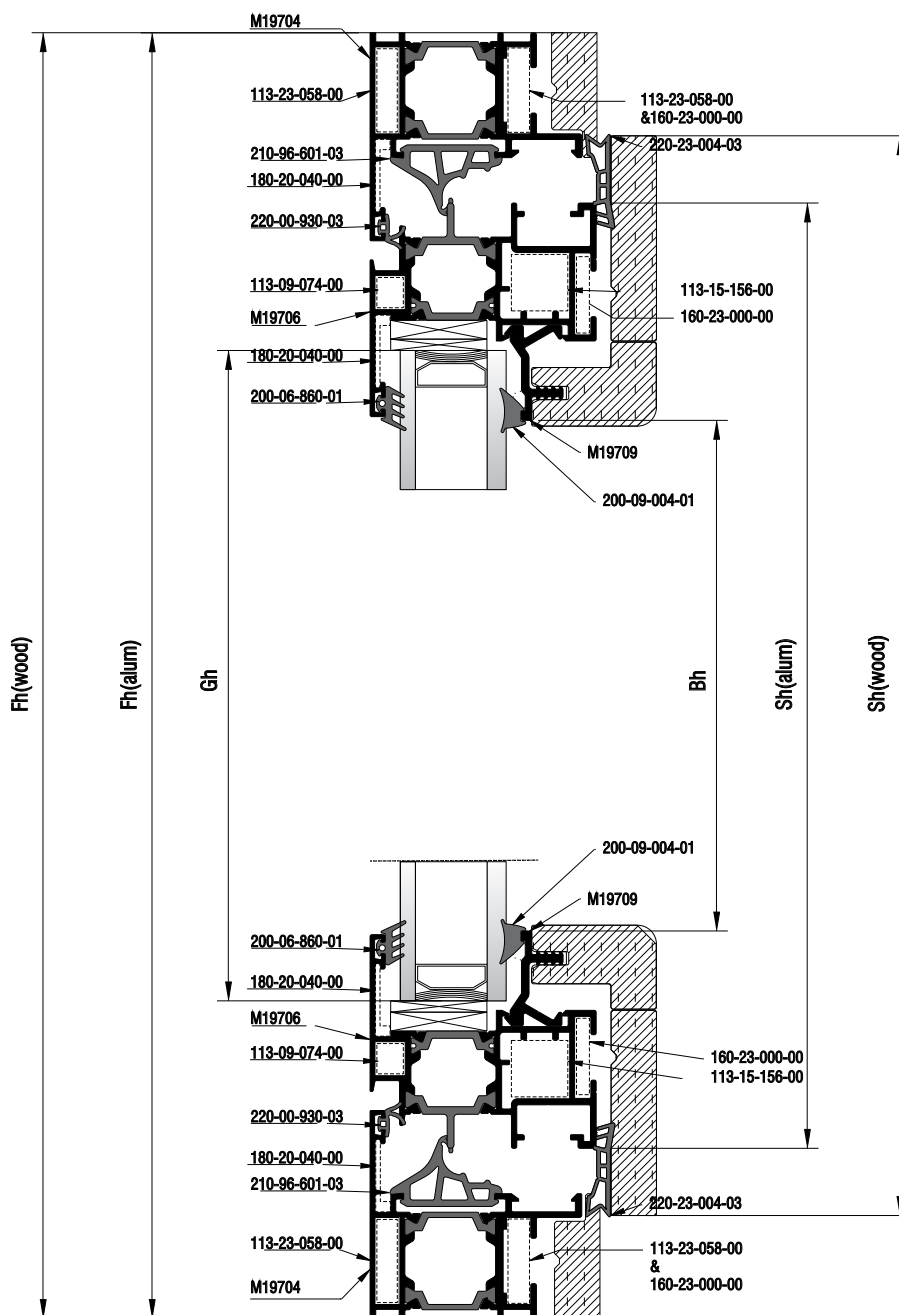 M19704
113-23-058-00
113-23-058-00
&160-23-000-00
220-23-004-03
210-96-601-03
180-20-040-00
220-00-930-03
113-09-074-00
113-15-156-00
M19706
160-23-000-00
180-20-040-00
200-06-860-01
M19709
200-09-004-01
Fh(wood)
Fh(alum)
Gh
Bh
Sh(alum)
Sh(wood)
200-09-004-01
M19709
200-06-860-01
180-20-040-00
M19706
113-09-074-00
160-23-000-00
113-15-156-00
220-00-930-03
180-20-040-00
210-96-601-03
220-23-004-03
113-23-058-00
M19704
113-23-058-00
&
160-23-000-00